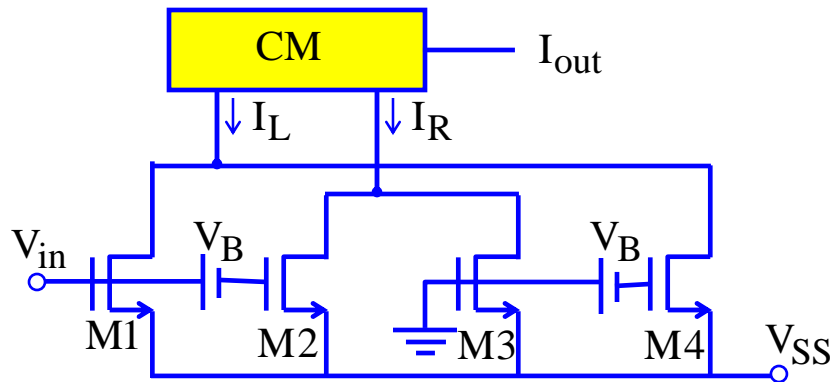 CM
I_out
I_L
I_R
V_in
V_B
V_B
M1
M2
M3
M4
V_SS